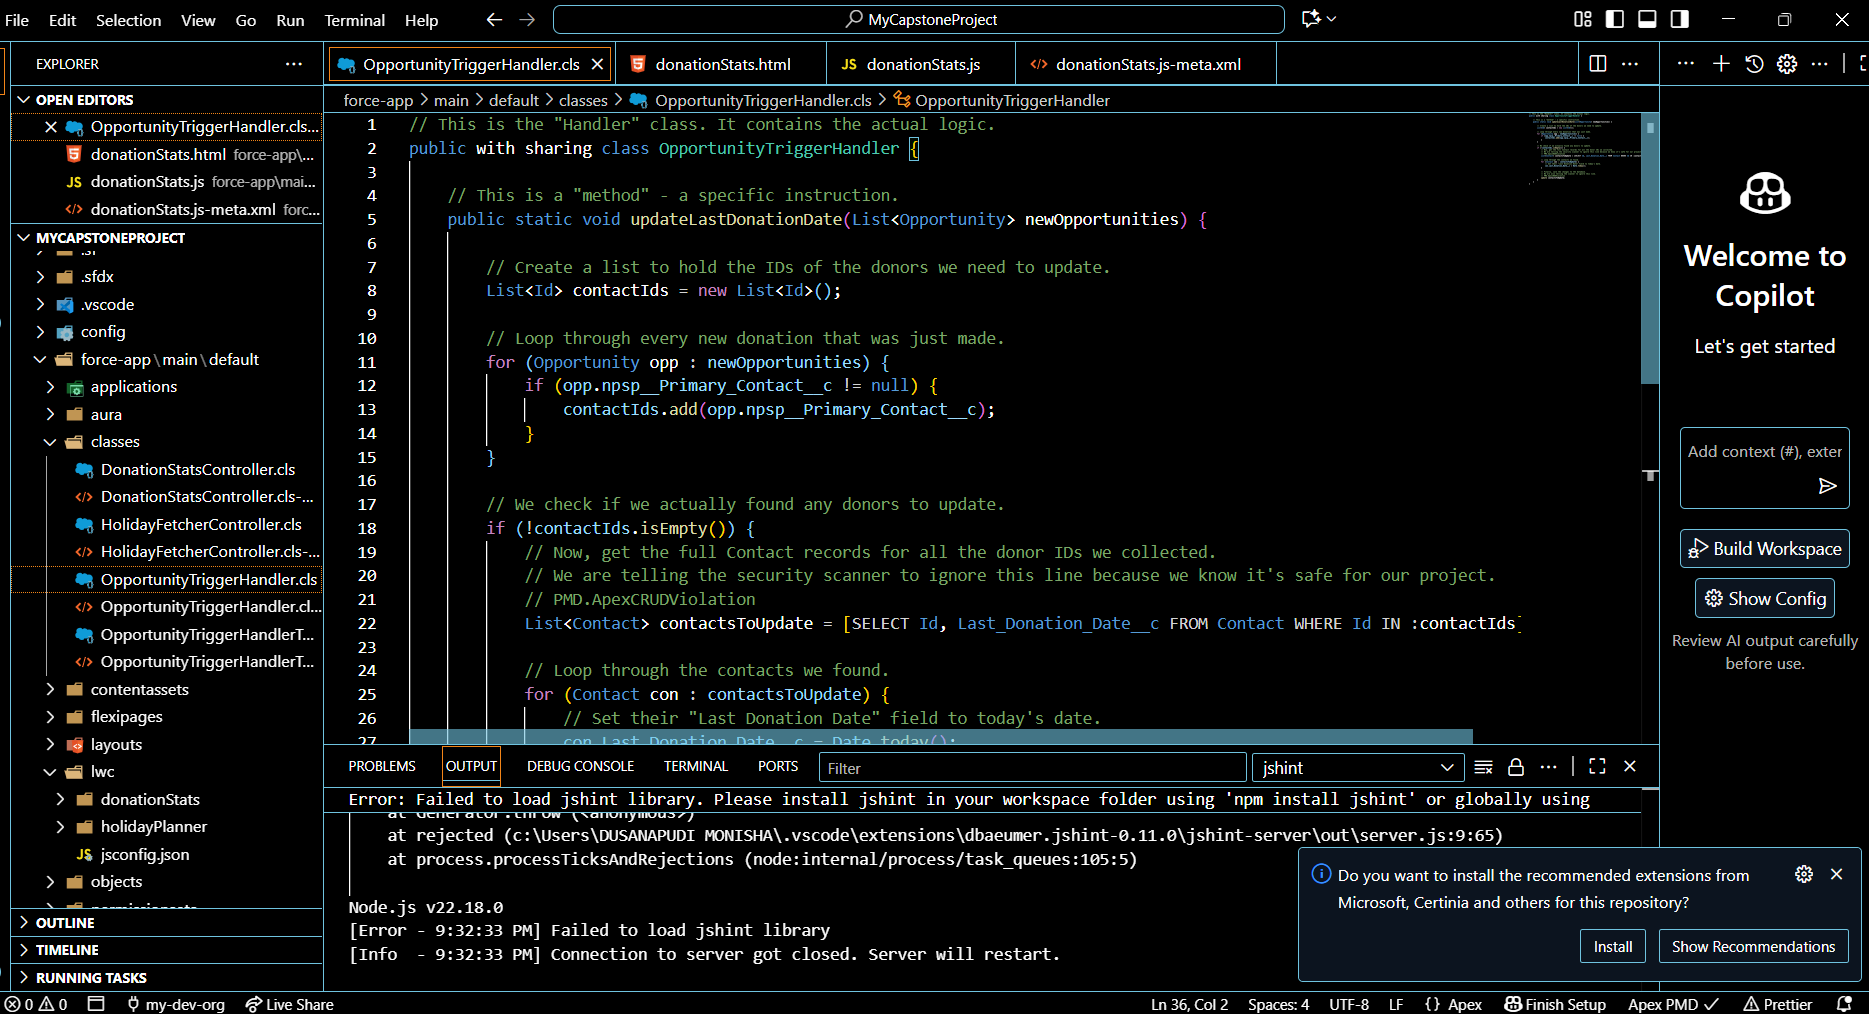 File Edit Selection View Go Run Terminal Help
MyCapstoneProject
EXPLORER
OPEN EDITORS
OpportunityTriggerHandler.cls...
donationStats.html force-app\...
donationStats.js force-app\mai...
donationStats.js-meta.xml forc...
MYCAPSTONEPROJECT
.sf
.sfdx
.vscode
config
force-app\main\default
applications
aura
classes
DonationStatsController.cls
DonationStatsController.cls-...
HolidayFetcherController.cls
HolidayFetcherController.cls-...
OpportunityTriggerHandler.cls
OpportunityTriggerHandler.cl...
OpportunityTriggerHandlerT...
OpportunityTriggerHandlerT...
contentassets
flexipages
layouts
lwc
donationStats
holidayPlanner
jsconfig.json
objects
OUTLINE
TIMELINE
RUNNING TASKS
OpportunityTriggerHandler.cls
donationStats.html
donationStats.js
donationStats.js-meta.xml
force-app > main > default > classes > OpportunityTriggerHandler.cls > OpportunityTriggerHandler
1 // This is the "Handler" class. It contains the actual logic.
2 public with sharing class OpportunityTriggerHandler {
3
4 // This is a "method" - a specific instruction.
5 public static void updateLastDonationDate(List<Opportunity> newOpportunities) {
6
7 // Create a list to hold the IDs of the donors we need to update.
8 List<Id> contactIds = new List<Id>();
9
10 // Loop through every new donation that was just made.
11 for (Opportunity opp : newOpportunities) {
12 if (opp.npsp__Primary_Contact__c != null) {
13 contactIds.add(opp.npsp__Primary_Contact__c);
14 }
15 }
16
17 // We check if we actually found any donors to update.
18 if (!contactIds.isEmpty()) {
19 // Now, get the full Contact records for all the donor IDs we collected.
20 // We are telling the security scanner to ignore this line because we know it's safe for our project.
21 // PMD.ApexCRUDViolation
22 List<Contact> contactsToUpdate = [SELECT Id, Last_Donation_Date__c FROM Contact WHERE Id IN :contactIds]
23
24 // Loop through the contacts we found.
25 for (Contact con : contactsToUpdate) {
26 // Set their "Last Donation Date" field to today's date.
27 con.Last_Donation_Date__c = Date.today();
PROBLEMS OUTPUT DEBUG CONSOLE TERMINAL PORTS
Filter
jshint
Error: Failed to load jshint library. Please install jshint in your workspace folder using 'npm install jshint' or globally using
at Generator.throw (<anonymous>)
at rejected (c:\Users\DUSANAPUDI MONISHA\.vscode\extensions\dbaeumer.jshint-0.11.0\jshint-server\out\server.js:9:65)
at process.processTicksAndRejections (node:internal/process/task_queues:105:5)
Node.js v22.18.0
[Error - 9:32:33 PM] Failed to load jshint library
[Info - 9:32:33 PM] Connection to server got closed. Server will restart.
Welcome to
Copilot
Let's get started
Add context (#), exter
Build Workspace
Show Config
Review AI output carefully
before use.
Do you want to install the recommended extensions from
Microsoft, Certinia and others for this repository?
Install
Show Recommendations
0 0
my-dev-org
Live Share
Ln 36, Col 2
Spaces: 4
UTF-8
LF
{} Apex
Finish Setup
Apex PMD
Prettier